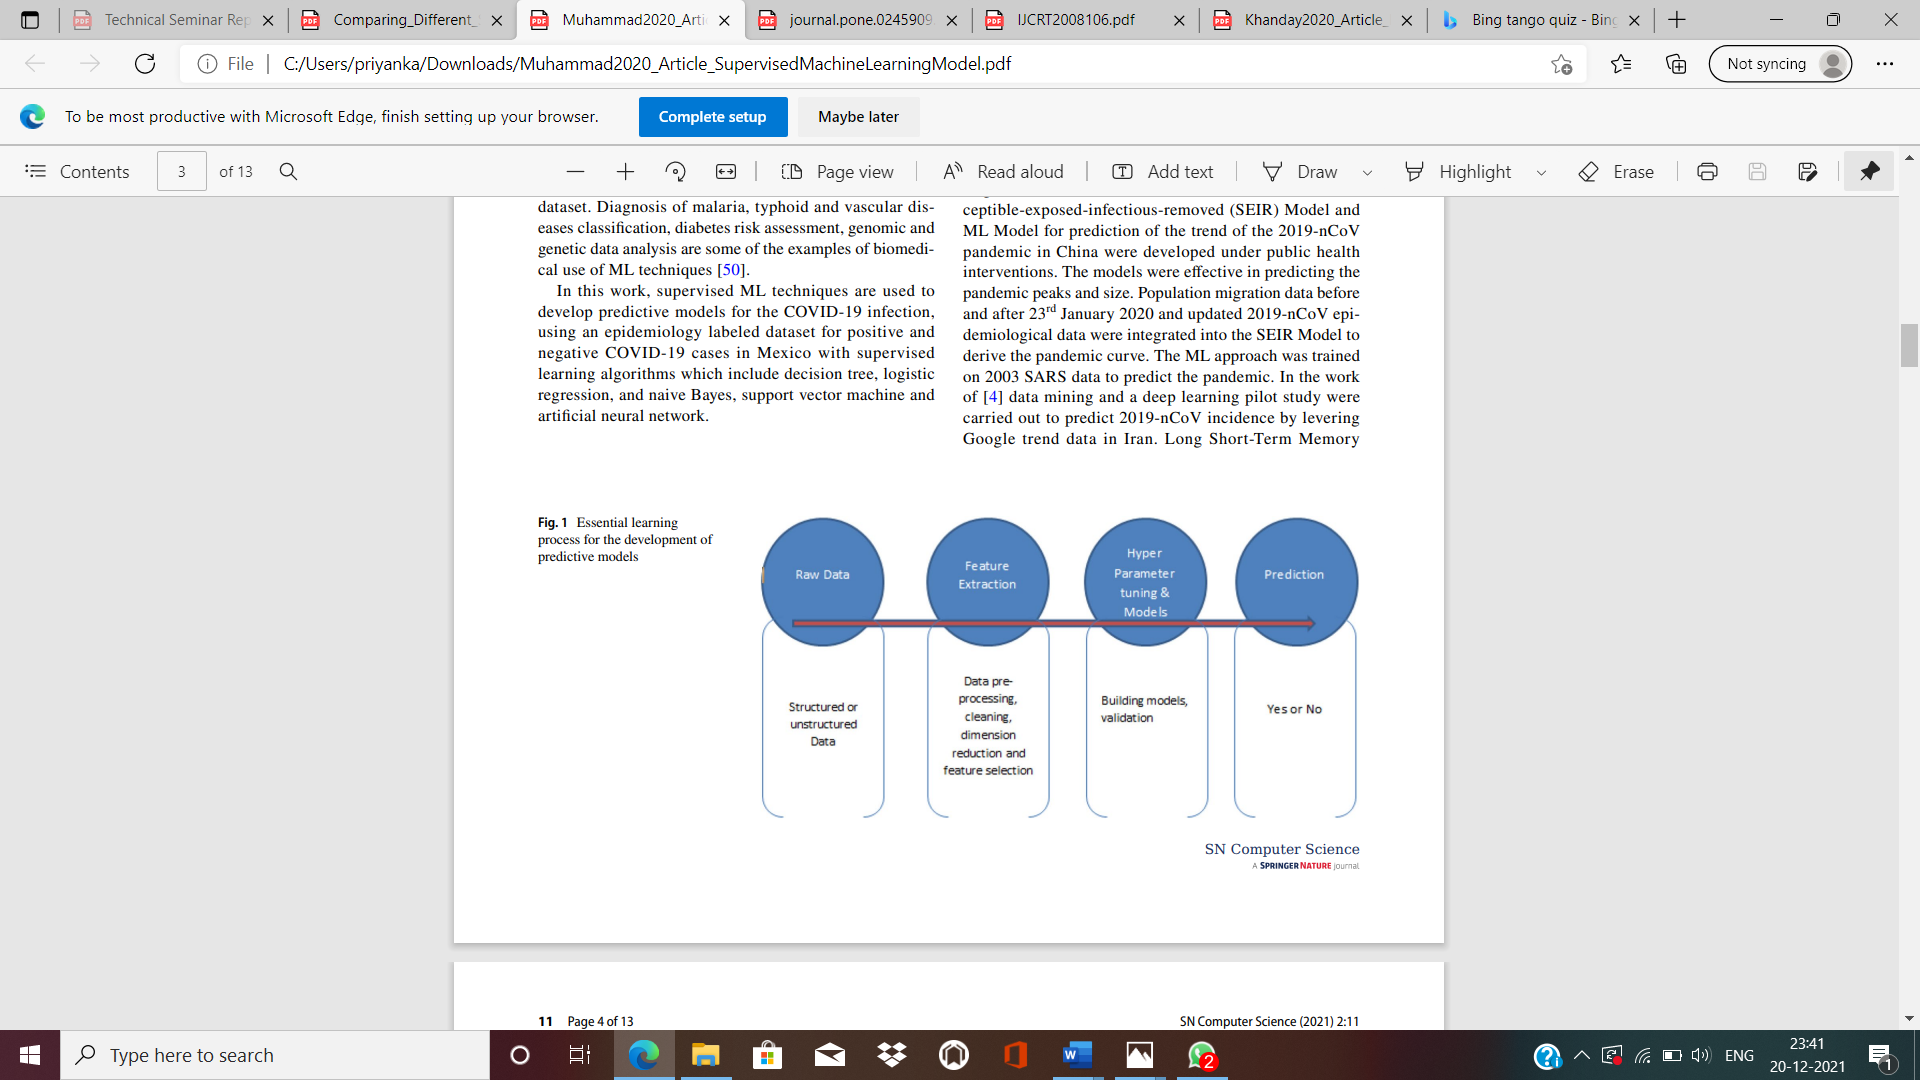 Technical Seminar Rep
Comparing_Different_
Muhammad2020_Arti
journal.pone.0245909
IJCRT2008106.pdf
Khanday2020_Article_
Bing tango quiz - Bing
File
C:/Users/priyanka/Downloads/Muhammad2020_Article_SupervisedMachineLearningModel.pdf
Not syncing
To be most productive with Microsoft Edge, finish setting up your browser.
Complete setup
Maybe later
Contents
3
of 13
Page view
Read aloud
Add text
Draw
Highlight
Erase
dataset. Diagnosis of malaria, typhoid and vascular dis-
eases classification, diabetes risk assessment, genomic and
genetic data analysis are some of the examples of biomedi-
cal use of ML techniques [50].
In this work, supervised ML techniques are used to
develop predictive models for the COVID-19 infection,
using an epidemiology labeled dataset for positive and
negative COVID-19 cases in Mexico with supervised
learning algorithms which include decision tree, logistic
regression, and naive Bayes, support vector machine and
artificial neural network.
ceptible-exposed-infectious-removed (SEIR) Model and
ML Model for prediction of the trend of the 2019-nCoV
pandemic in China were developed under public health
interventions. The models were effective in predicting the
pandemic peaks and size. Population migration data before
and after 23rd January 2020 and updated 2019-nCoV epi-
demiological data were integrated into the SEIR Model to
derive the pandemic curve. The ML approach was trained
on 2003 SARS data to predict the pandemic. In the work
of [4] data mining and a deep learning pilot study were
carried out to predict 2019-nCoV incidence by levering
Google trend data in Iran. Long Short-Term Memory
Fig. 1 Essential learning
process for the development of
predictive models
Raw Data
Feature
Extraction
Hyper
Parameter
tuning &
Models
Prediction
Structured or
unstructured
Data
Data pre-
processing,
cleaning,
dimension
reduction and
feature selection
Building models,
validation
Yes or No
SN Computer Science
A SPRINGER NATURE journal
11 Page 4 of 13
SN Computer Science (2021) 2:11
Type here to search
2
ENG
23:41
20-12-2021
1